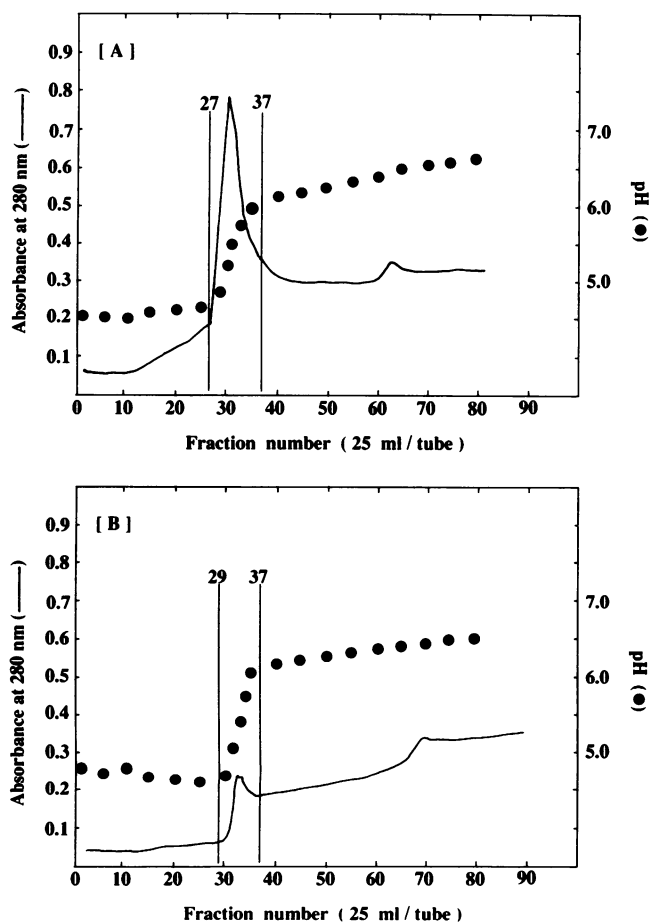 [ A ]
27 37
0.9
0.8
0.7
0.6
0.5
0.4
0.3
0.2
0.1
7.0
6.0
5.0
Absorbance at 280 nm (——)
pH (●)
0 10 20 30 40 50 60 70 80 90
Fraction number ( 25 ml / tube )
[ B ]
29 37
0.9
0.8
0.7
0.6
0.5
0.4
0.3
0.2
0.1
7.0
6.0
5.0
Absorbance at 280 nm (——)
pH (●)
0 10 20 30 40 50 60 70 80 90
Fraction number ( 25 ml / tube )